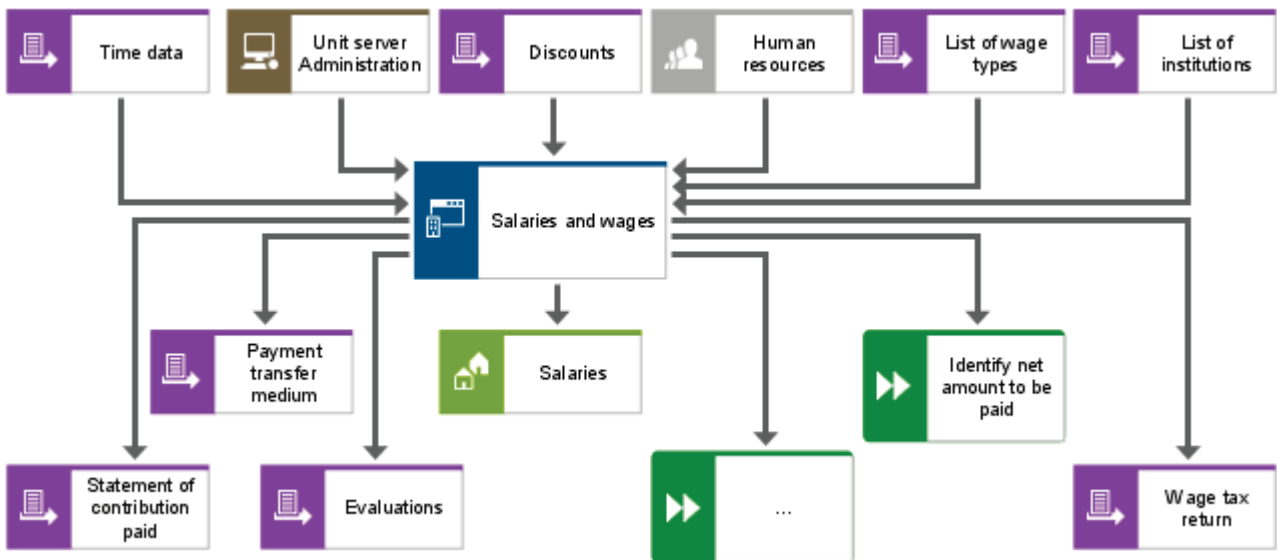 Time data
Unit server
Administration
Discounts
Human
resources
List of wage
types
List of
institutions
Salaries and wages
Payment
transfer
medium
Salaries
Identify net
amount to be
paid
Statement of
contribution
paid
Evaluations
...
Wage tax
return